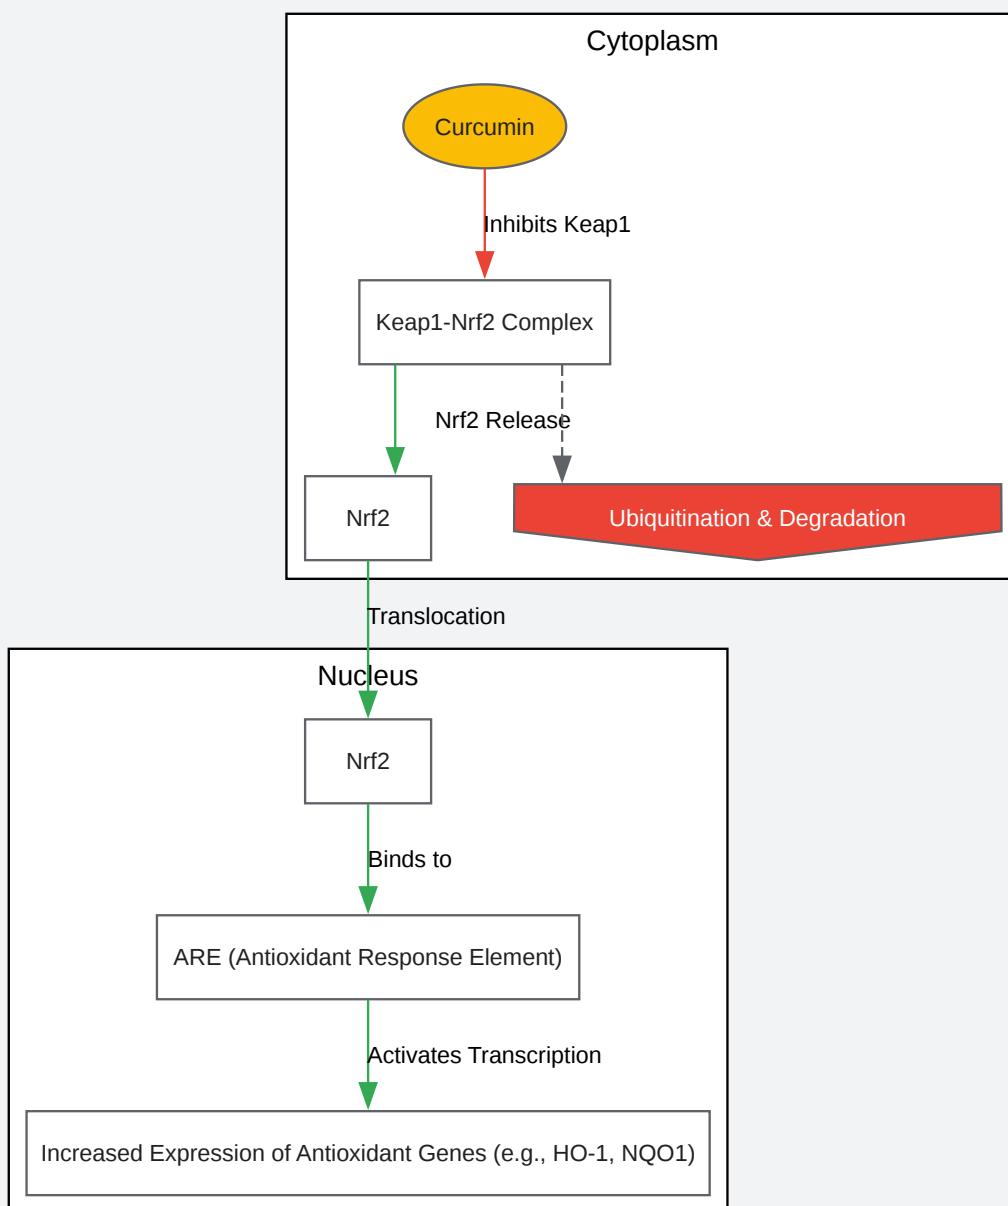 Cytoplasm
Curcumin
Inhibits Keap1
Keap1-Nrf2 Complex
Nrf2 Release
Nrf2
Ubiquitination & Degradation
Translocation
Nucleus
Nrf2
Binds to
ARE (Antioxidant Response Element)
Activates Transcription
Increased Expression of Antioxidant Genes (e.g., HO-1, NQO1)